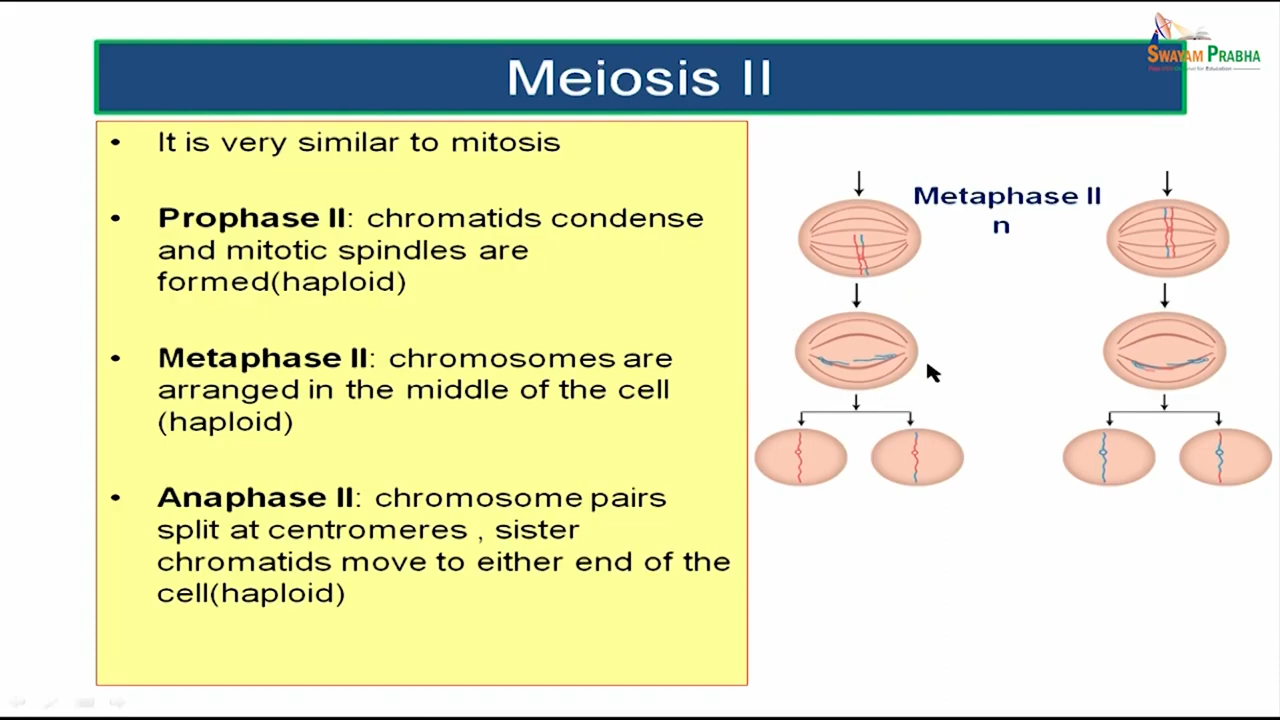 SWAYAM PRABHA
Meiosis II
• It is very similar to mitosis
• Prophase II: chromatids condense
and mitotic spindles are
formed(haploid)
• Metaphase II: chromosomes are
arranged in the middle of the cell
(haploid)
• Anaphase II: chromosome pairs
split at centromeres , sister
chromatids move to either end of the
cell(haploid)
Metaphase II
n